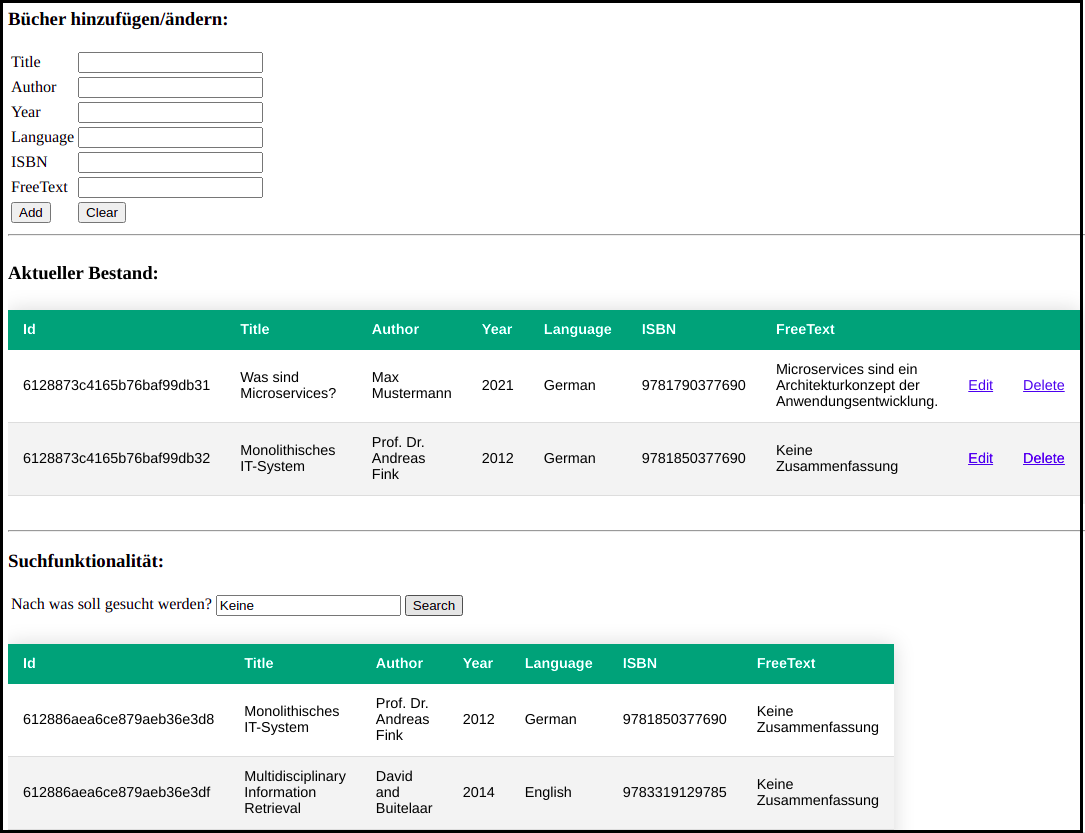 Bücher hinzufügen/ändern:
Title
Author
Year
Language
ISBN
FreeText
Add Clear
Aktueller Bestand:
Id Title Author Year Language ISBN FreeText
6128873c4165b76baf99db31 Was sind Microservices? Max Mustermann 2021 German 9781790377690 Microservices sind ein Architekturkonzept der Anwendungsentwicklung. Edit Delete
6128873c4165b76baf99db32 Monolithisches IT-System Prof. Dr. Andreas Fink 2012 German 9781850377690 Keine Zusammenfassung Edit Delete
Suchfunktionalität:
Nach was soll gesucht werden? Keine Search
Id Title Author Year Language ISBN FreeText
612886aea6ce879aeb36e3d8 Monolithisches IT-System Prof. Dr. Andreas Fink 2012 German 9781850377690 Keine Zusammenfassung
612886aea6ce879aeb36e3df Multidisciplinary Information Retrieval David and Buitelaar 2014 English 9783319129785 Keine Zusammenfassung